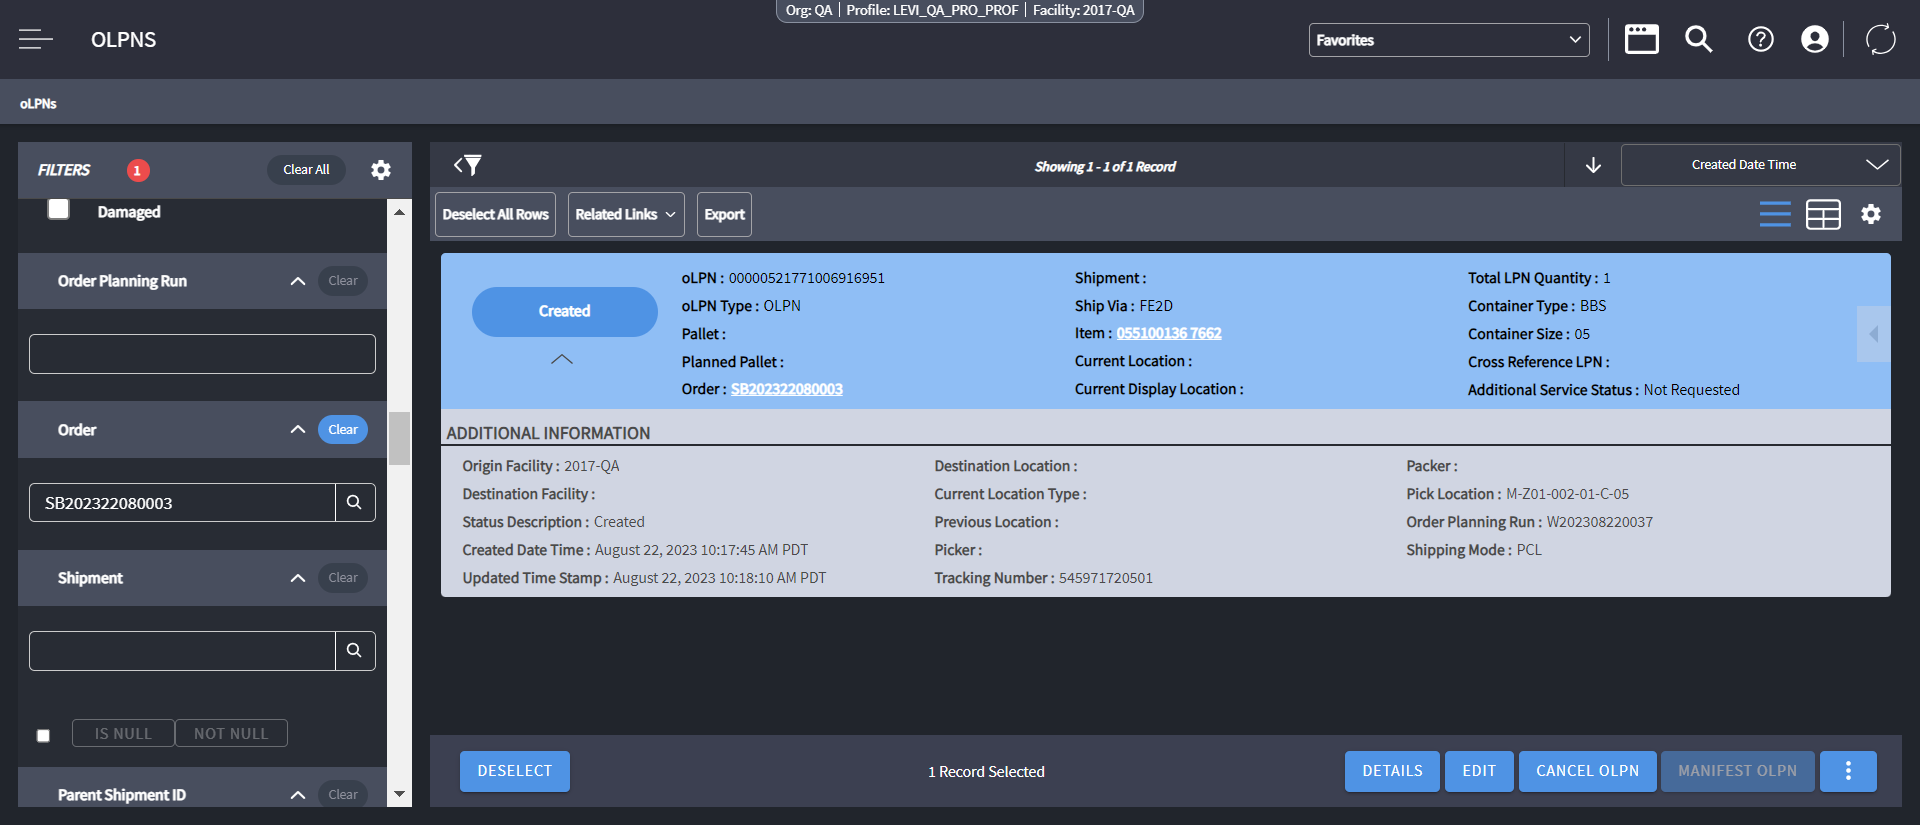 Org: QA | Profile: LEVI_QA_PRO_PROF | Facility: 2017-QA
OLPNS
Favorites
oLPNs
FILTERS 1 Clear All
Damaged
Order Planning Run Clear
Order Clear
SB202322080003
Shipment Clear
IS NULL NOT NULL
Parent Shipment ID Clear
Showing 1 - 1 of 1 Record
Created Date Time
Deselect All Rows Related Links Export
Created
oLPN : 00000521771006916951
oLPN Type : OLPN
Pallet :
Planned Pallet :
Order : SB202322080003
Shipment :
Ship Via : FE2D
Item : 055100136 7662
Current Location :
Current Display Location :
Total LPN Quantity : 1
Container Type : BBS
Container Size : 05
Cross Reference LPN :
Additional Service Status : Not Requested
ADDITIONAL INFORMATION
Origin Facility : 2017-QA
Destination Facility :
Status Description : Created
Created Date Time : August 22, 2023 10:17:45 AM PDT
Updated Time Stamp : August 22, 2023 10:18:10 AM PDT
Destination Location :
Current Location Type :
Previous Location :
Picker :
Tracking Number : 545971720501
Packer :
Pick Location : M-Z01-002-01-C-05
Order Planning Run : W202308220037
Shipping Mode : PCL
DESELECT
1 Record Selected
DETAILS EDIT CANCEL OLPN MANIFEST OLPN